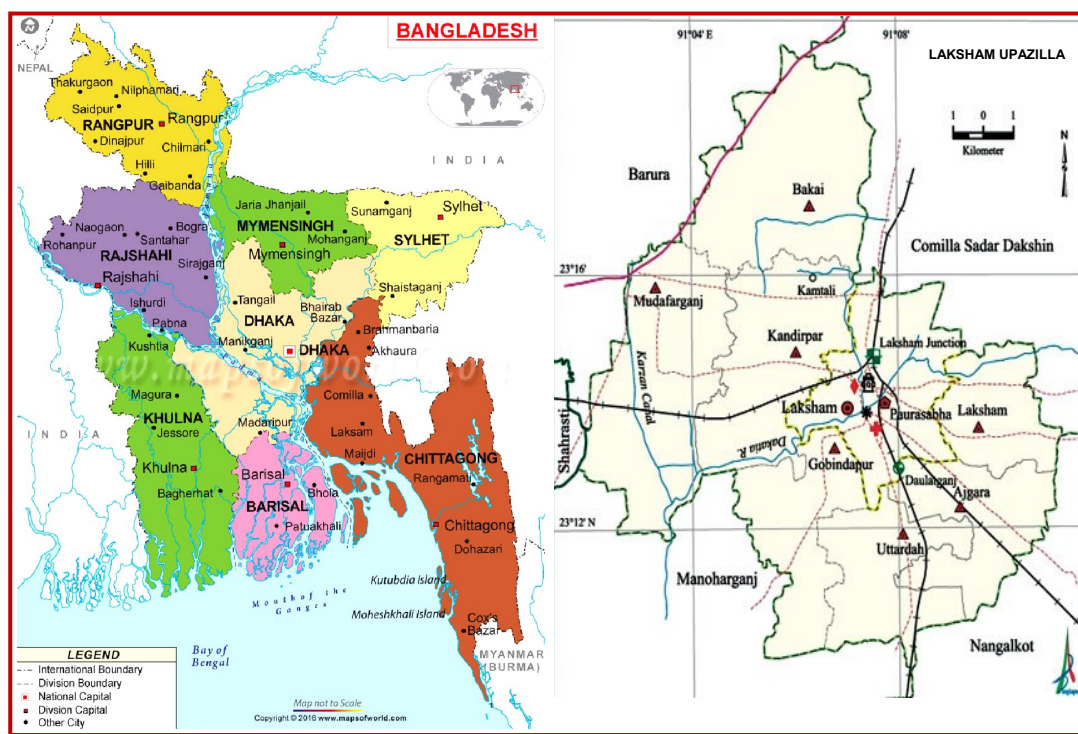 BANGLADESH
NEPAL
Thakurgaon
Nilphamari
Saidpur
RANGPUR
Rangpur
Dinajpur
Chilmari
Hilli
Gaibanda
INDIA
Jaria Jhanjail
Sunamganj
Sylhet
MYMENSINGH
Mohanganj
SYLHET
Mymensingh
Naogaon
Bogra
Rohanpur
Santahar
RAJSHAHI
Rajshahi
Sirajganj
Shaistaganj
Ishurdi
Tangail
Bhairab
Bazar
Pabna
DHAKA
Brahmanbaria
Kushtia
Manikganj
DHAKA
Akhaura
Magura
Comilla
KHULNA
Madaripur
Laksam
INDIA
Jessore
Maijdi
CHITTAGONG
Khulna
Barisal
Rangamati
Bagherhat
Bhola
BARISAL
Patuakhali
Chittagong
Dohazari
Kutubdia Island
Mouth of the
Ganges
Moheshkhali Island
Cox's
Bazar
Bay of
Bengal
MYANMAR
(BURMA)
LEGEND
International Boundary
Division Boundary
National Capital
Divsion Capital
Other City
Map not to Scale
Copyright © 2016 www.mapsofworld.com
91°04' E
91°08'
LAKSHAM UPAZILLA
1 0 1
Kilometer
N
Barura
Bakai
Comilla Sadar Dakshin
23°16'
Kamtali
Mudafarganj
Kandirpar
Laksham Junction
Karzan Canal
Laksham
Paurasabha
Laksham
Dakatia R.
Shahrasti
Gobindapur
Daulatganj
Ajgara
23°12' N
Uttardah
Manoharganj
Nangalkot